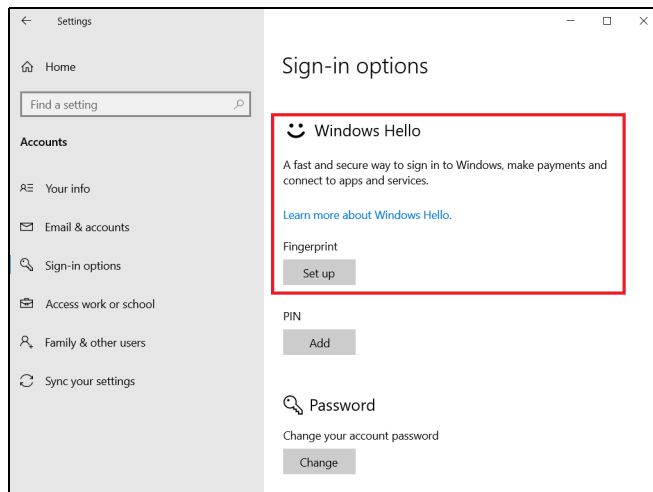 Settings
Home
Find a setting
Accounts
Your info
Email & accounts
Sign-in options
Access work or school
Family & other users
Sync your settings
Sign-in options
Windows Hello
A fast and secure way to sign in to Windows, make payments and
connect to apps and services.
Learn more about Windows Hello.
Fingerprint
Set up
PIN
Add
Password
Change your account password
Change